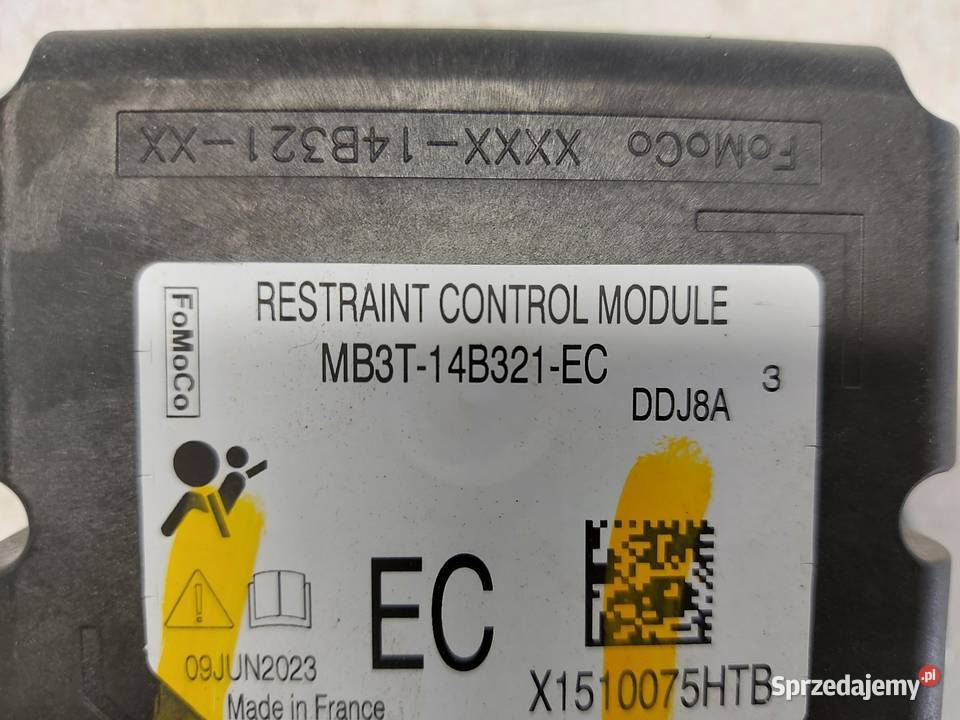 FoMoCo XXXX-14B321-XX
FoMoCo
RESTRAINT CONTROL MODULE
MB3T-14B321-EC
3
DDJ8A
EC
09JUN2023
Made in France
X1510075HTB
Sprzedajemy.pl